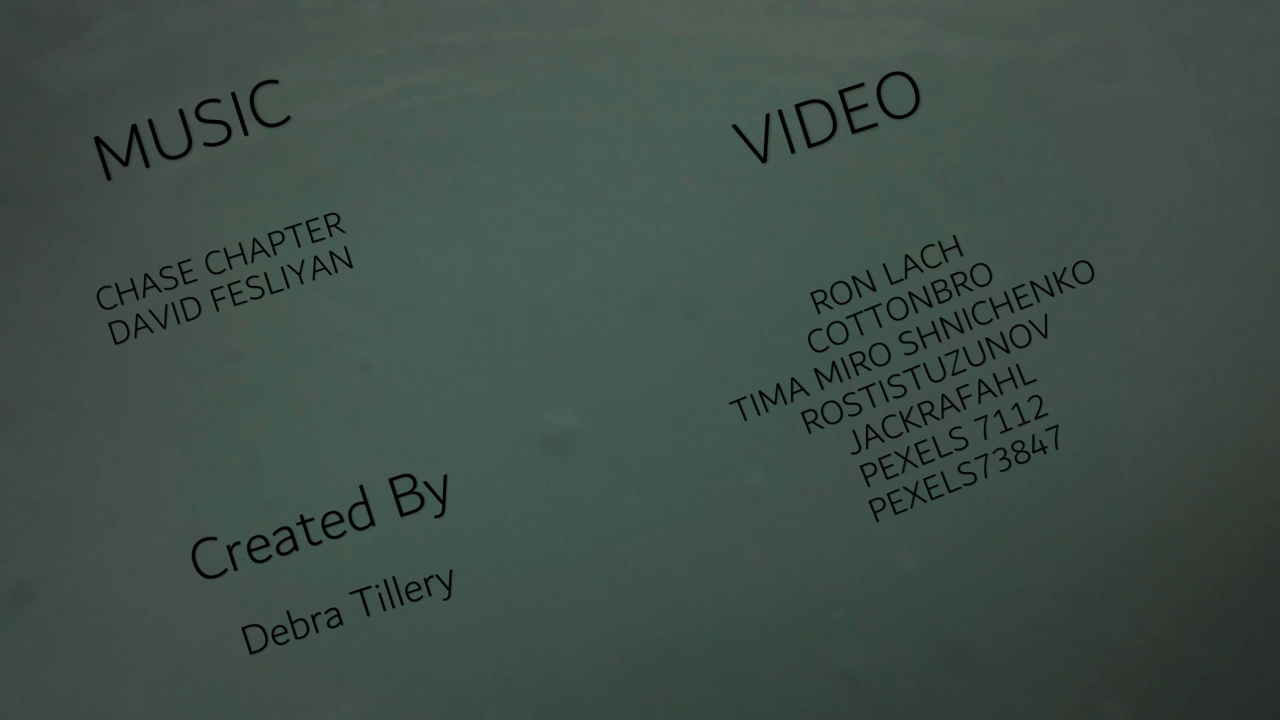 MUSIC
CHASE CHAPTER
DAVID FESLIYAN
VIDEO
RON LACH
COTTONBRO
TIMA MIRO SHNICHENKO
ROSTISTUZUNOV
JACKRAFAHL
PEXELS 7112
PEXELS73847
Created By
Debra Tillery